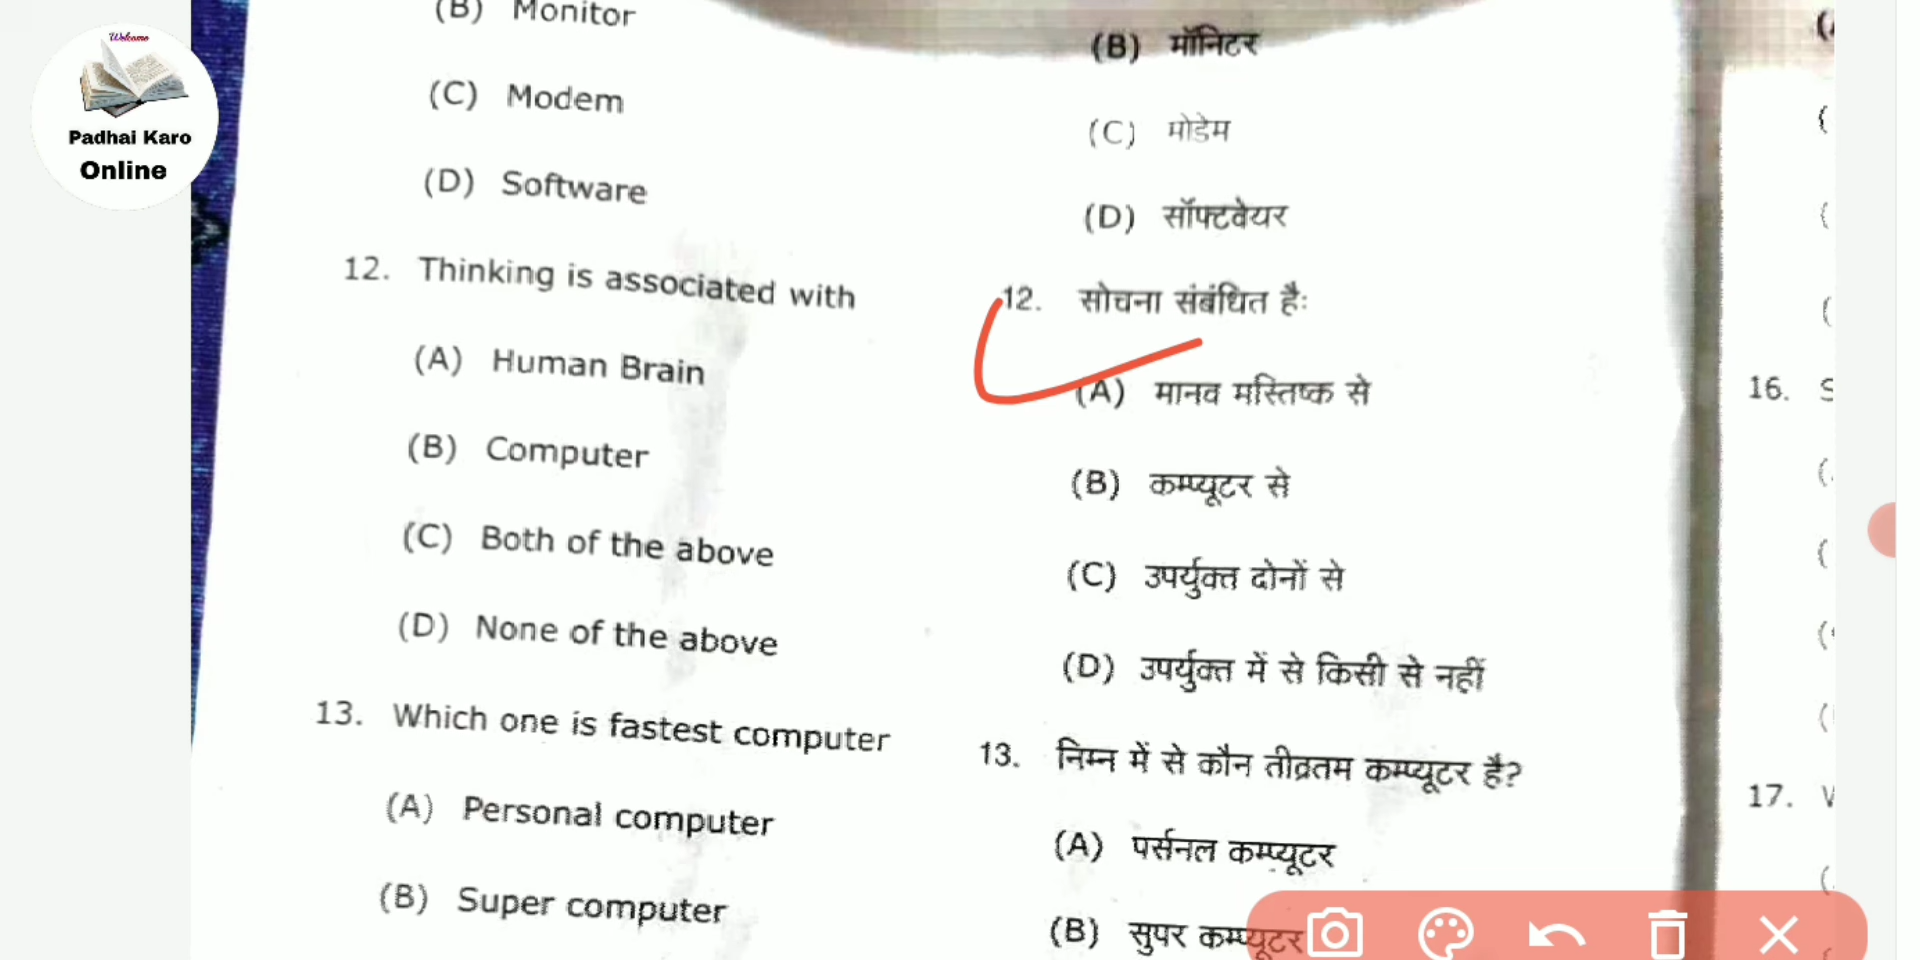 Welcome
Padhai Karo
Online
(B) Monitor
(C) Modem
(D) Software
12. Thinking is associated with
(A) Human Brain
(B) Computer
(C) Both of the above
(D) None of the above
13. Which one is fastest computer
(A) Personal computer
(B) Super computer
(B) मॉनिटर
(C) मोडेम
(D) सॉफ्टवेयर
12. सोचना संबंधित हैः
(A) मानव मस्तिष्क से
(B) कम्प्यूटर से
(C) उपर्युक्त दोनों से
(D) उपर्युक्त में से किसी से नहीं
13. निम्न में से कौन तीव्रतम कम्प्यूटर है?
(A) पर्सनल कम्प्यूटर
(B) सुपर कम्प्यूटर
16.
17.